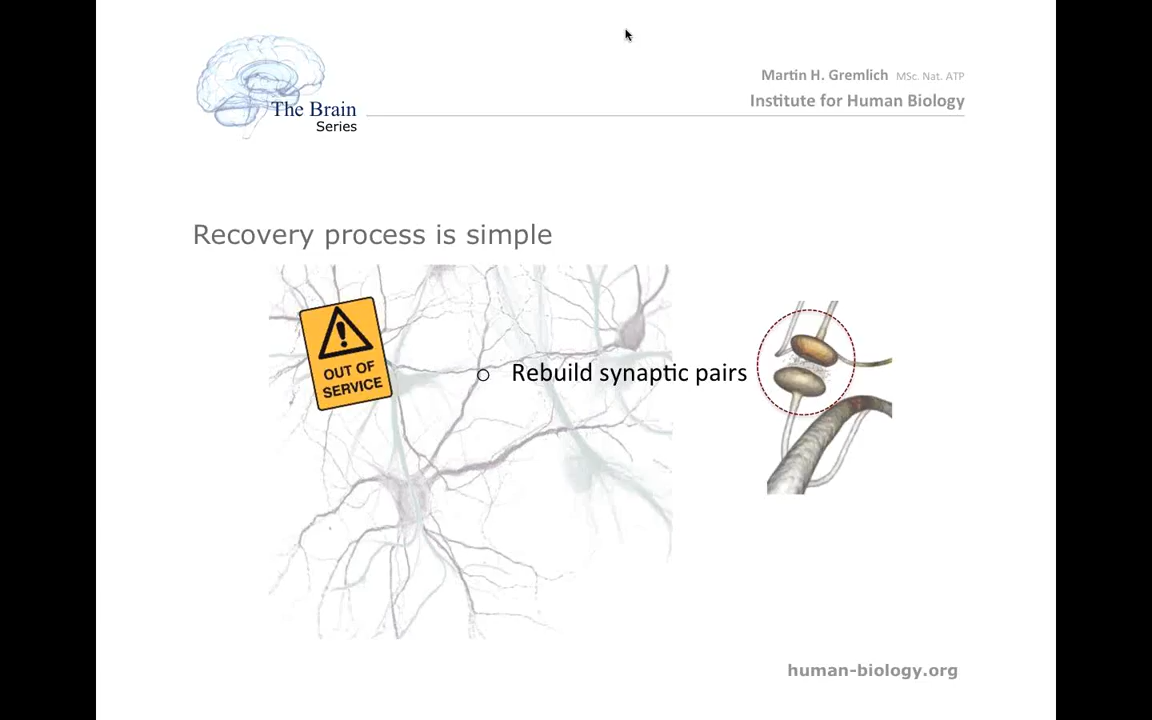 The Brain
Series
Martin H. Gremlich MSc. Nat. ATP
Institute for Human Biology
Recovery process is simple
OUT OF
SERVICE
○ Rebuild synaptic pairs
human-biology.org